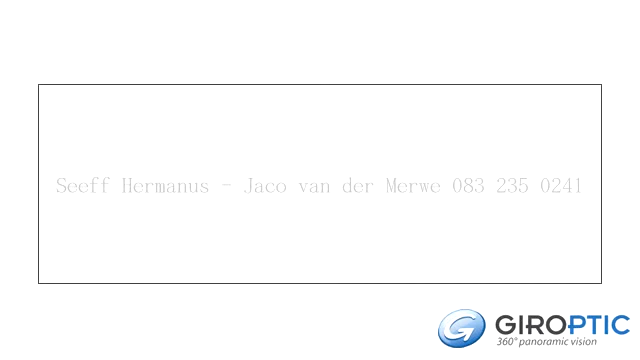 Seeff Hermanus - Jaco van der Merwe 083 235 0241
GIROPTIC
360° panoramic vision